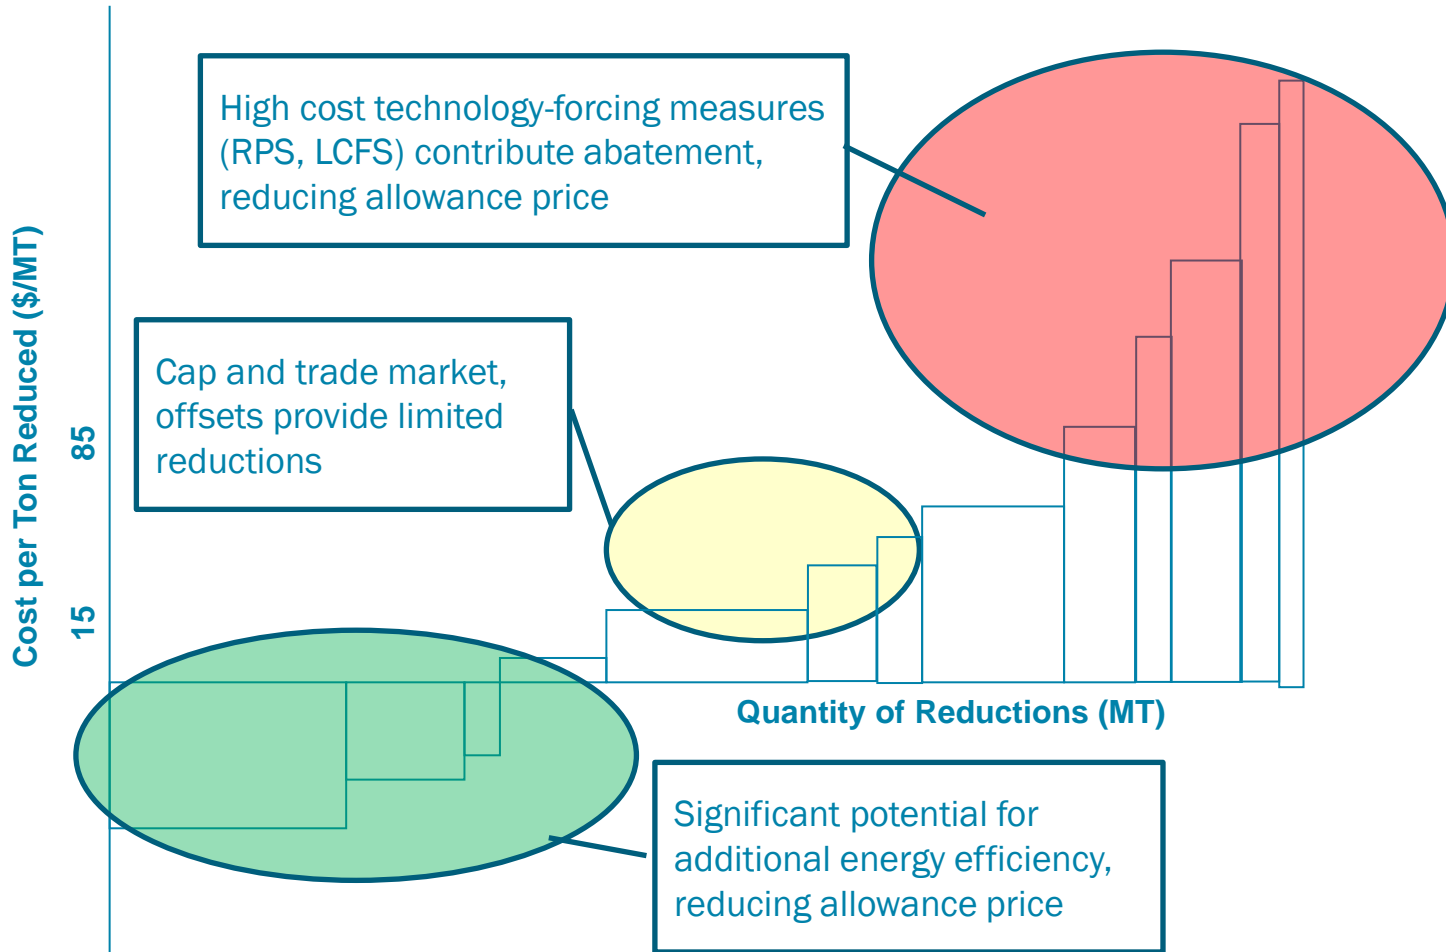 High cost technology-forcing measures
(RPS, LCFS) contribute abatement,
reducing allowance price
Cap and trade market,
offsets provide limited
reductions
Cost per Ton Reduced ($/MT)
85
15
Quantity of Reductions (MT)
Significant potential for
additional energy efficiency,
reducing allowance price